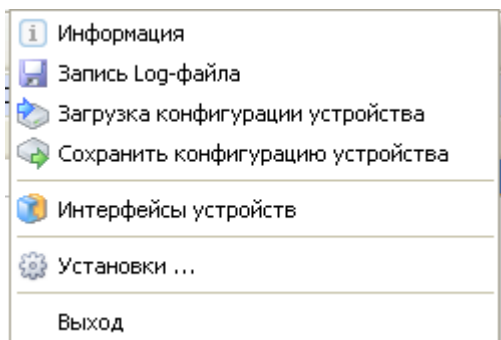 Информация
Запись Log-файла
Загрузка конфигурации устройства
Сохранить конфигурацию устройства
Интерфейсы устройств
Установки ...
Выход